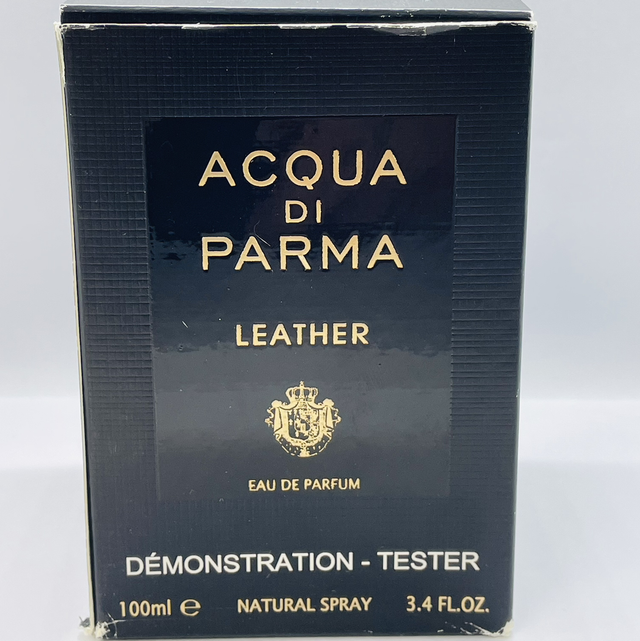 ACQUA
DI
PARMA
LEATHER
EAU DE PARFUM
DÉMONSTRATION - TESTER
100ml ℮ NATURAL SPRAY 3.4 FL.OZ.